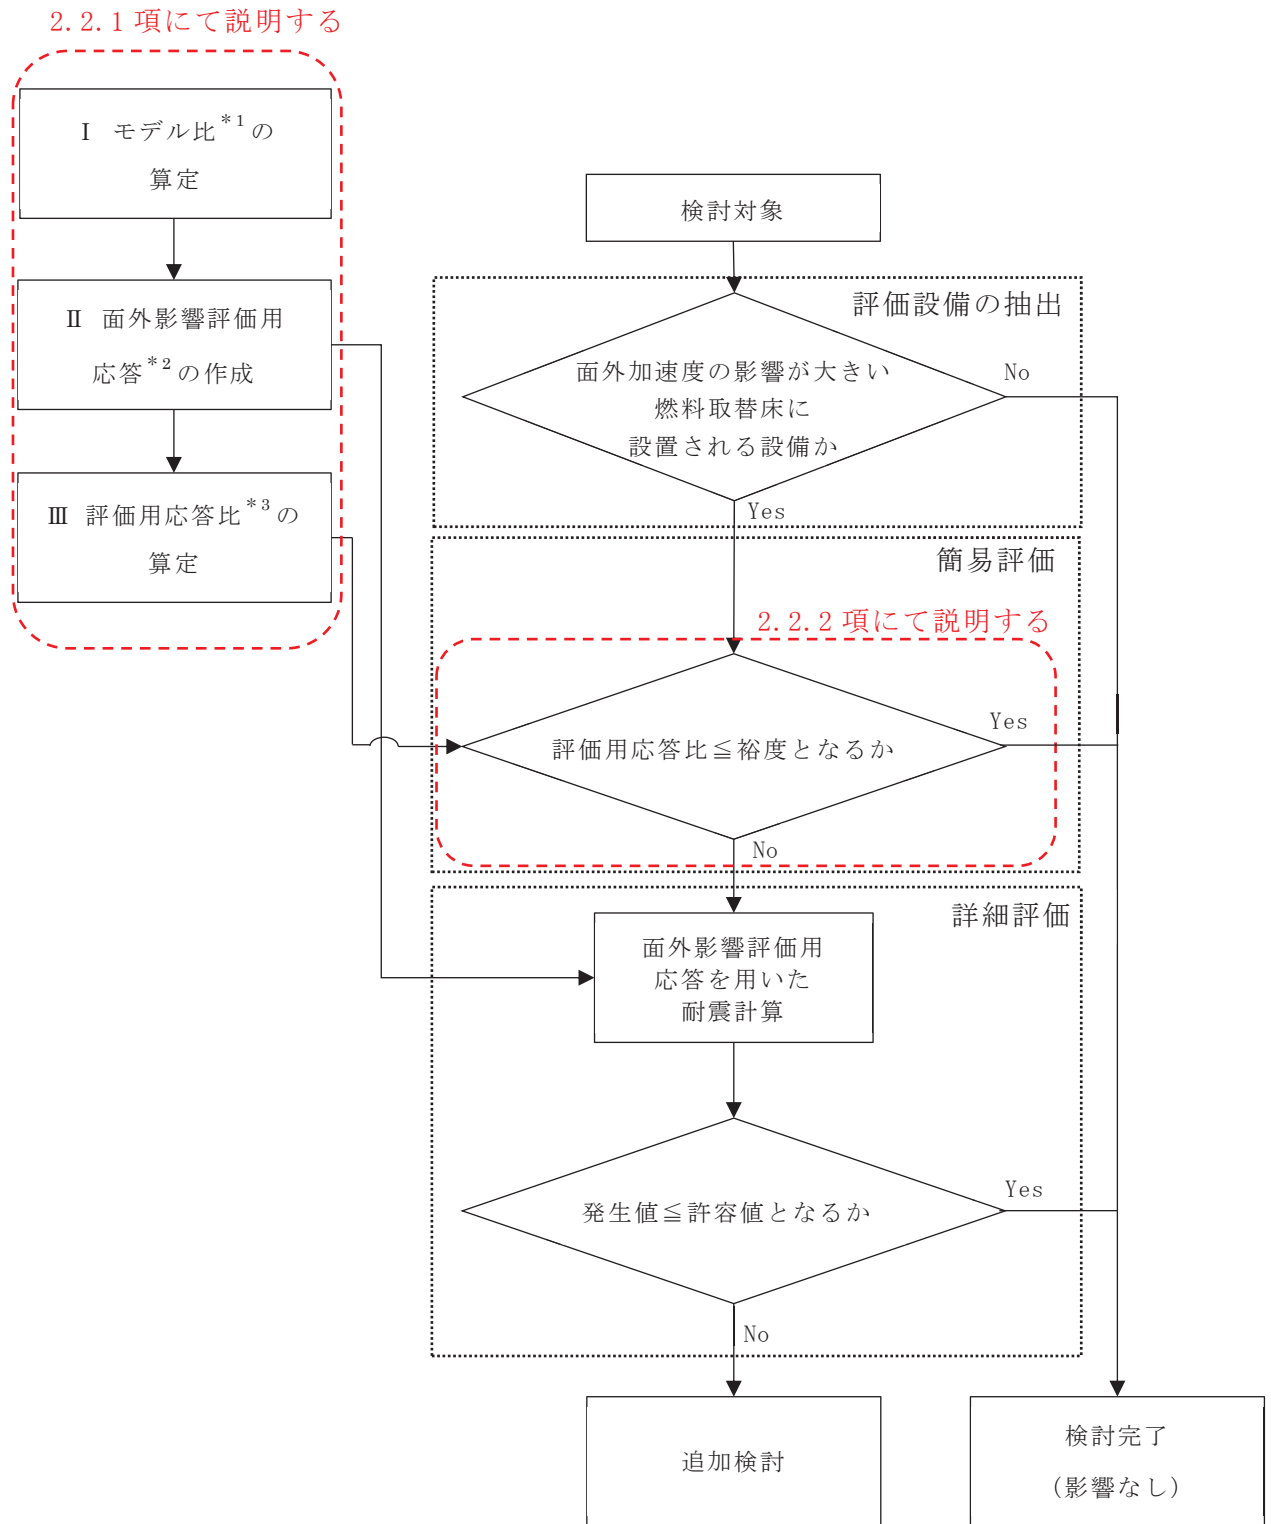 2.2.1 項にて説明する
Ⅰ モデル比*1の
算定
Ⅱ 面外影響評価用
応答*2の作成
Ⅲ 評価用応答比*3の
算定
検討対象
評価設備の抽出
面外加速度の影響が大きい
燃料取替床に
設置される設備か
No
Yes
簡易評価
2.2.2 項にて説明する
評価用応答比≦裕度となるか
Yes
No
詳細評価
面外影響評価用
応答を用いた
耐震計算
発生値≦許容値となるか
Yes
No
追加検討
検討完了
(影響なし)